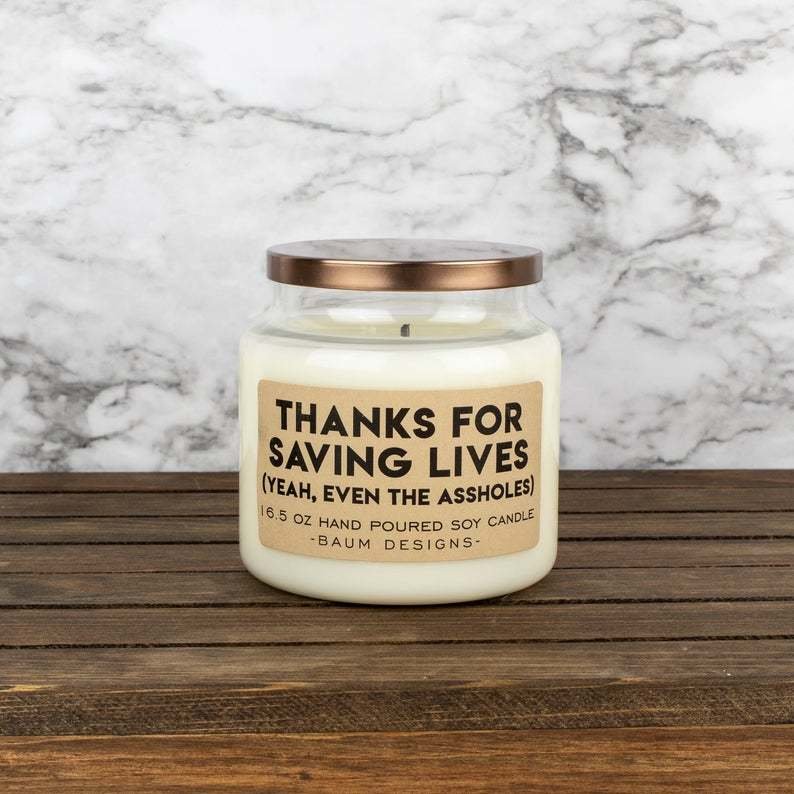 THANKS FOR
SAVING LIVES
(YEAH, EVEN THE ASSHOLES)
16.5 OZ HAND POURED SOY CANDLE
-BAUM DESIGNS-